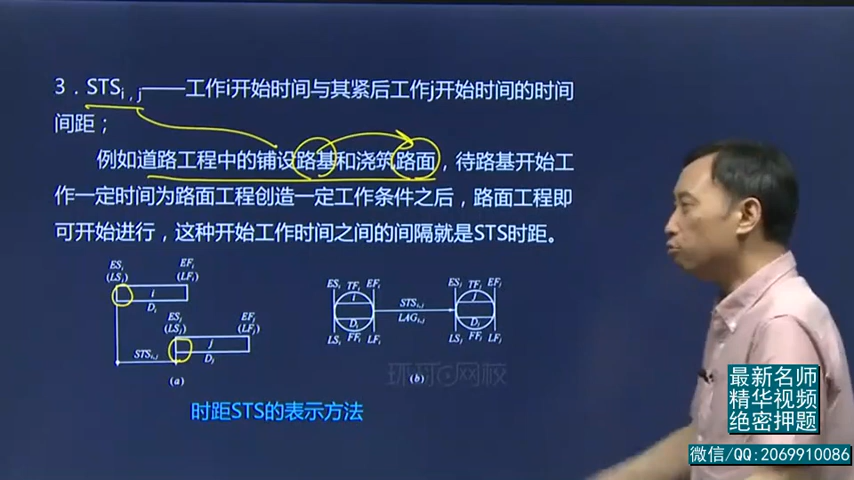 3．STSi，j——工作i开始时间与其紧后工作j开始时间的时间
间距；
例如道路工程中的铺设路基和浇筑路面，待路基开始工
作一定时间为路面工程创造一定工作条件之后，路面工程即
可开始进行，这种开始工作时间之间的间隔就是STS时距。
ESi EFi
(LSi) (LFi)
i
Di
ESj EFj
(LSj) (LFj)
j
Dj
STSi,j
(a)
ESi TFi EFi
i
Di
LSi FFi LFi
STSi,j
LAGi,j
ESj TFj EFj
j
Dj
LSj FFj LFj
(b)
环球网校
时距STS的表示方法
最新名师
精华视频
绝密押题
微信/QQ:2069910086